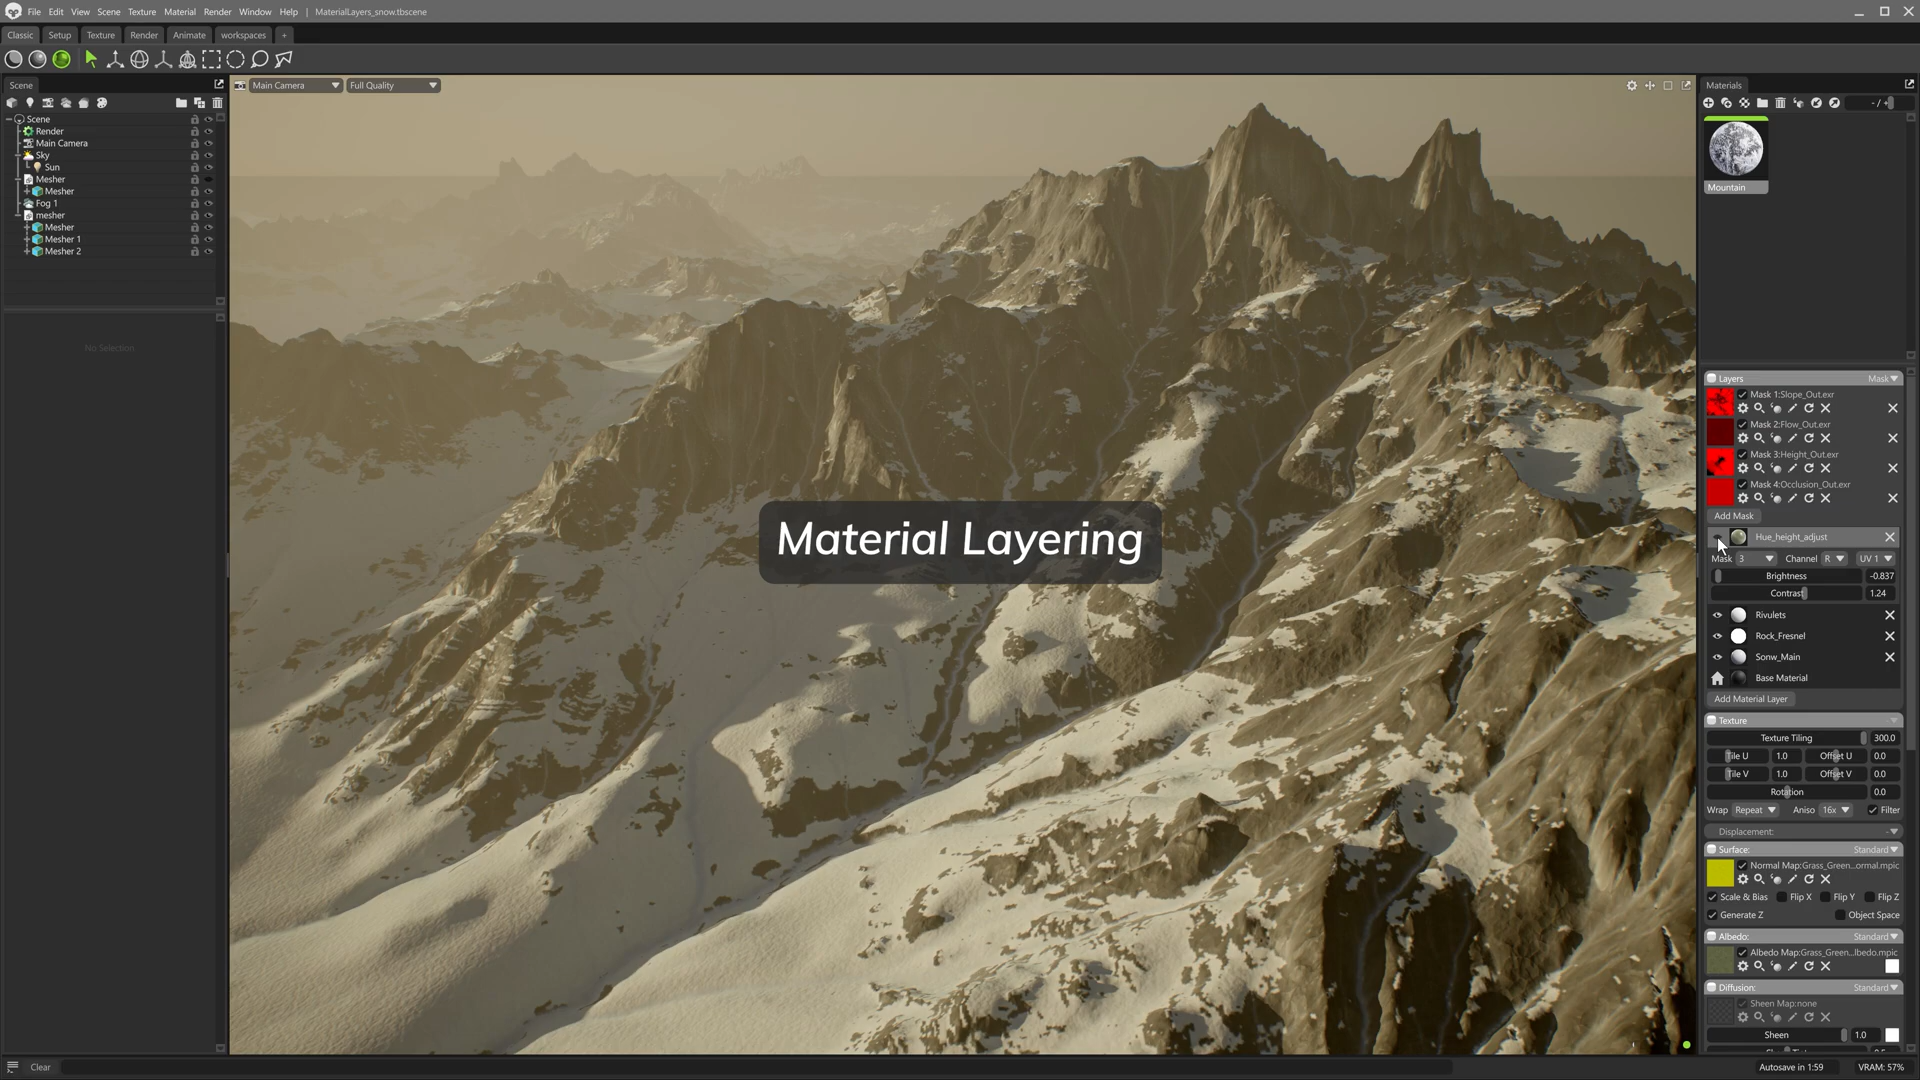 File Edit View Scene Texture Material Render Window Help MaterialLayers_snow.tbscene
Classic Setup Texture Render Animate workspaces +
Scene
Scene
Render
Main Camera
Sky
Sun
Mesher
Mesher
Fog 1
mesher
Mesher
Mesher 1
Mesher 2
No Selection
Main Camera Full Quality
Material Layering
Materials
- / +
Mountain
Layers Mask
Mask 1:Slope_Out.exr
Mask 2:Flow_Out.exr
Mask 3:Height_Out.exr
Mask 4:Occlusion_Out.exr
Add Mask
Hue_height_adjust
Mask 3 Channel R UV 1
Brightness -0.837
Contrast 1.24
Rivulets
Rock_Fresnel
Sonw_Main
Base Material
Add Material Layer
Texture
Texture Tiling 300.0
Tile U 1.0 Offset U 0.0
Tile V 1.0 Offset V 0.0
Rotation 0.0
Wrap Repeat Aniso 16x Filter
Displacement: -
Surface: Standard
Normal Map:Grass_Green...ormal.mpic
Scale & Bias Flip X Flip Y Flip Z
Generate Z Object Space
Albedo: Standard
Albedo Map:Grass_Green...lbedo.mpic
Diffusion: Standard
Sheen Map:none
Sheen 1.0
Clear Autosave in 1:59 VRAM: 57%